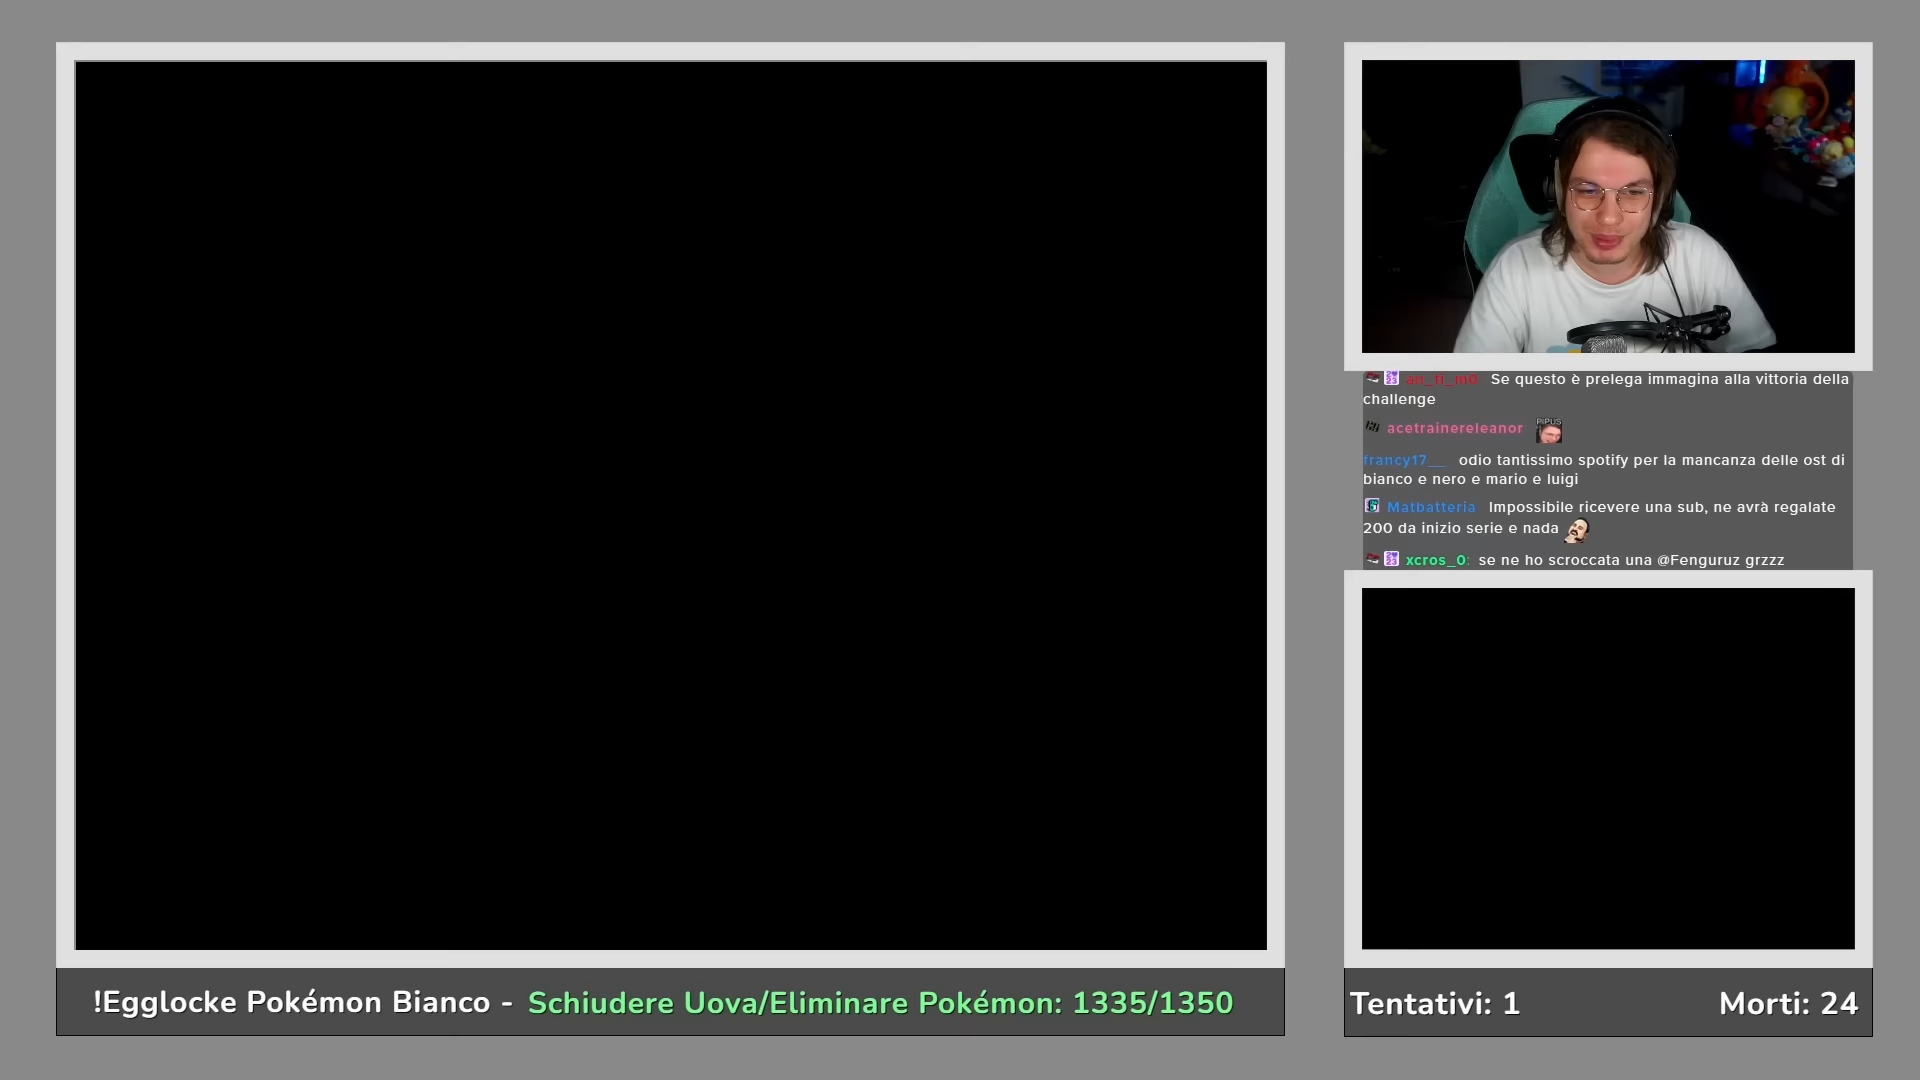 an_ti_m0: Se questo è prelega immagina alla vittoria della
challenge
acetrainereleanor PIPUS
francy17__ odio tantissimo spotify per la mancanza delle ost di
bianco e nero e mario e luigi
Matbatteria Impossibile ricevere una sub, ne avrà regalate
200 da inizio serie e nada
xcros_0: se ne ho scroccata una @Fenguruz grzzz
!Egglocke Pokémon Bianco - Schiudere Uova/Eliminare Pokémon: 1335/1350
Tentativi: 1 Morti: 24